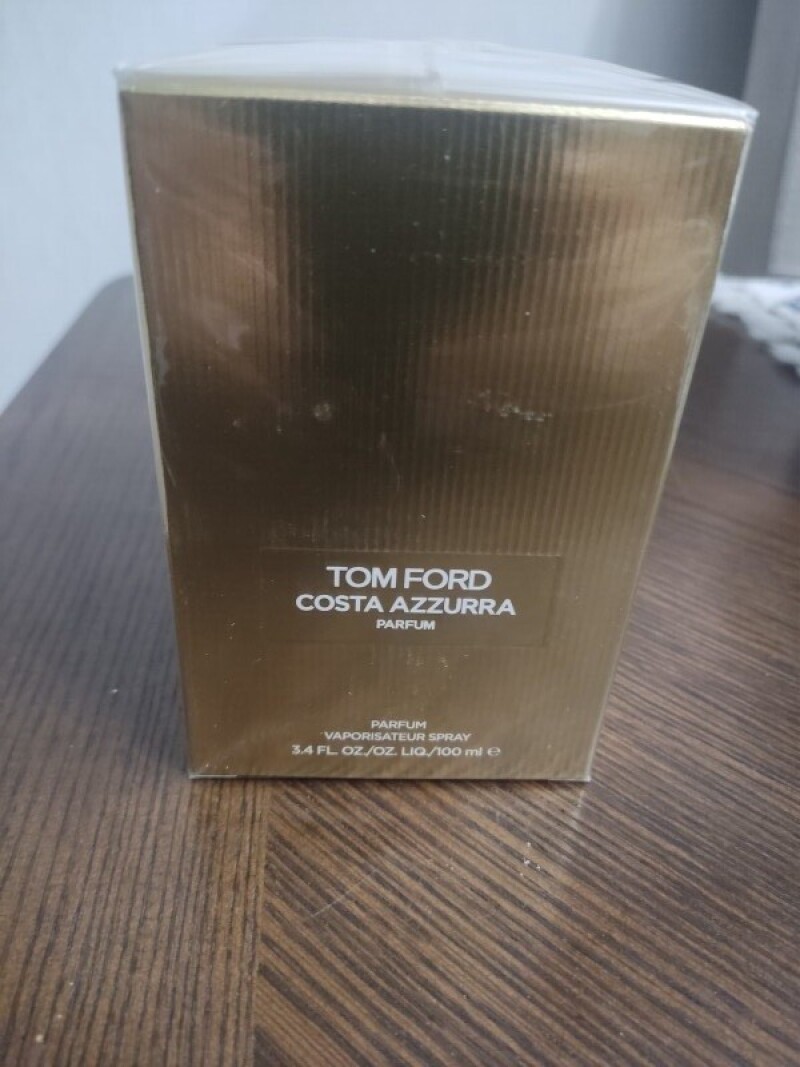 TOM FORD
COSTA AZZURRA
PARFUM
PARFUM
VAPORISATEUR SPRAY
3.4 FL. OZ./OZ. LIQ./100 ml ℮